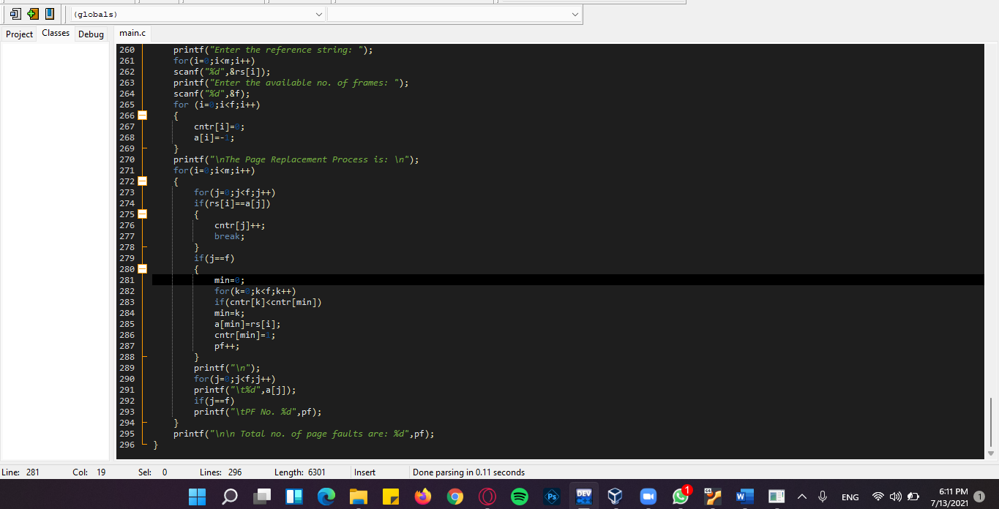 (globals)
Project Classes Debug main.c
260 printf("Enter the reference string: ");
261 for(i=0;i<m;i++)
262 scanf("%d",&rs[i]);
263 printf("Enter the available no. of frames: ");
264 scanf("%d",&f);
265 for (i=0;i<f;i++)
266 {
267 cntr[i]=0;
268 a[i]=-1;
269 }
270 printf("\nThe Page Replacement Process is: \n");
271 for(i=0;i<m;i++)
272 {
273 for(j=0;j<f;j++)
274 if(rs[i]==a[j])
275 {
276 cntr[j]++;
277 break;
278 }
279 if(j==f)
280 {
281 min=0;
282 for(k=0;k<f;k++)
283 if(cntr[k]<cntr[min])
284 min=k;
285 a[min]=rs[i];
286 cntr[min]=1;
287 pf++;
288 }
289 printf("\n");
290 for(j=0;j<f;j++)
291 printf("\t%d",a[j]);
292 if(j==f)
293 printf("\tPF No. %d",pf);
294 }
295 printf("\n\n Total no. of page faults are: %d",pf);
296 }
Line: 281 Col: 19 Sel: 0 Lines: 296 Length: 6301 Insert Done parsing in 0.11 seconds
Ps DEV C++ 1 W ENG 6:11 PM 1
7/13/2021